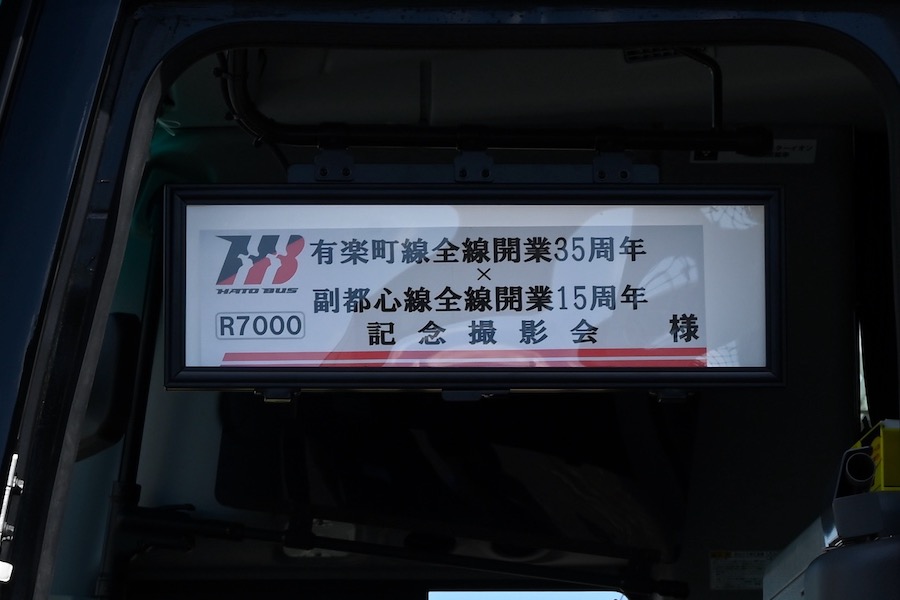 HB
HATO BUS
有楽町線全線開業35周年
×
副都心線全線開業15周年
R7000
記念撮影会 様